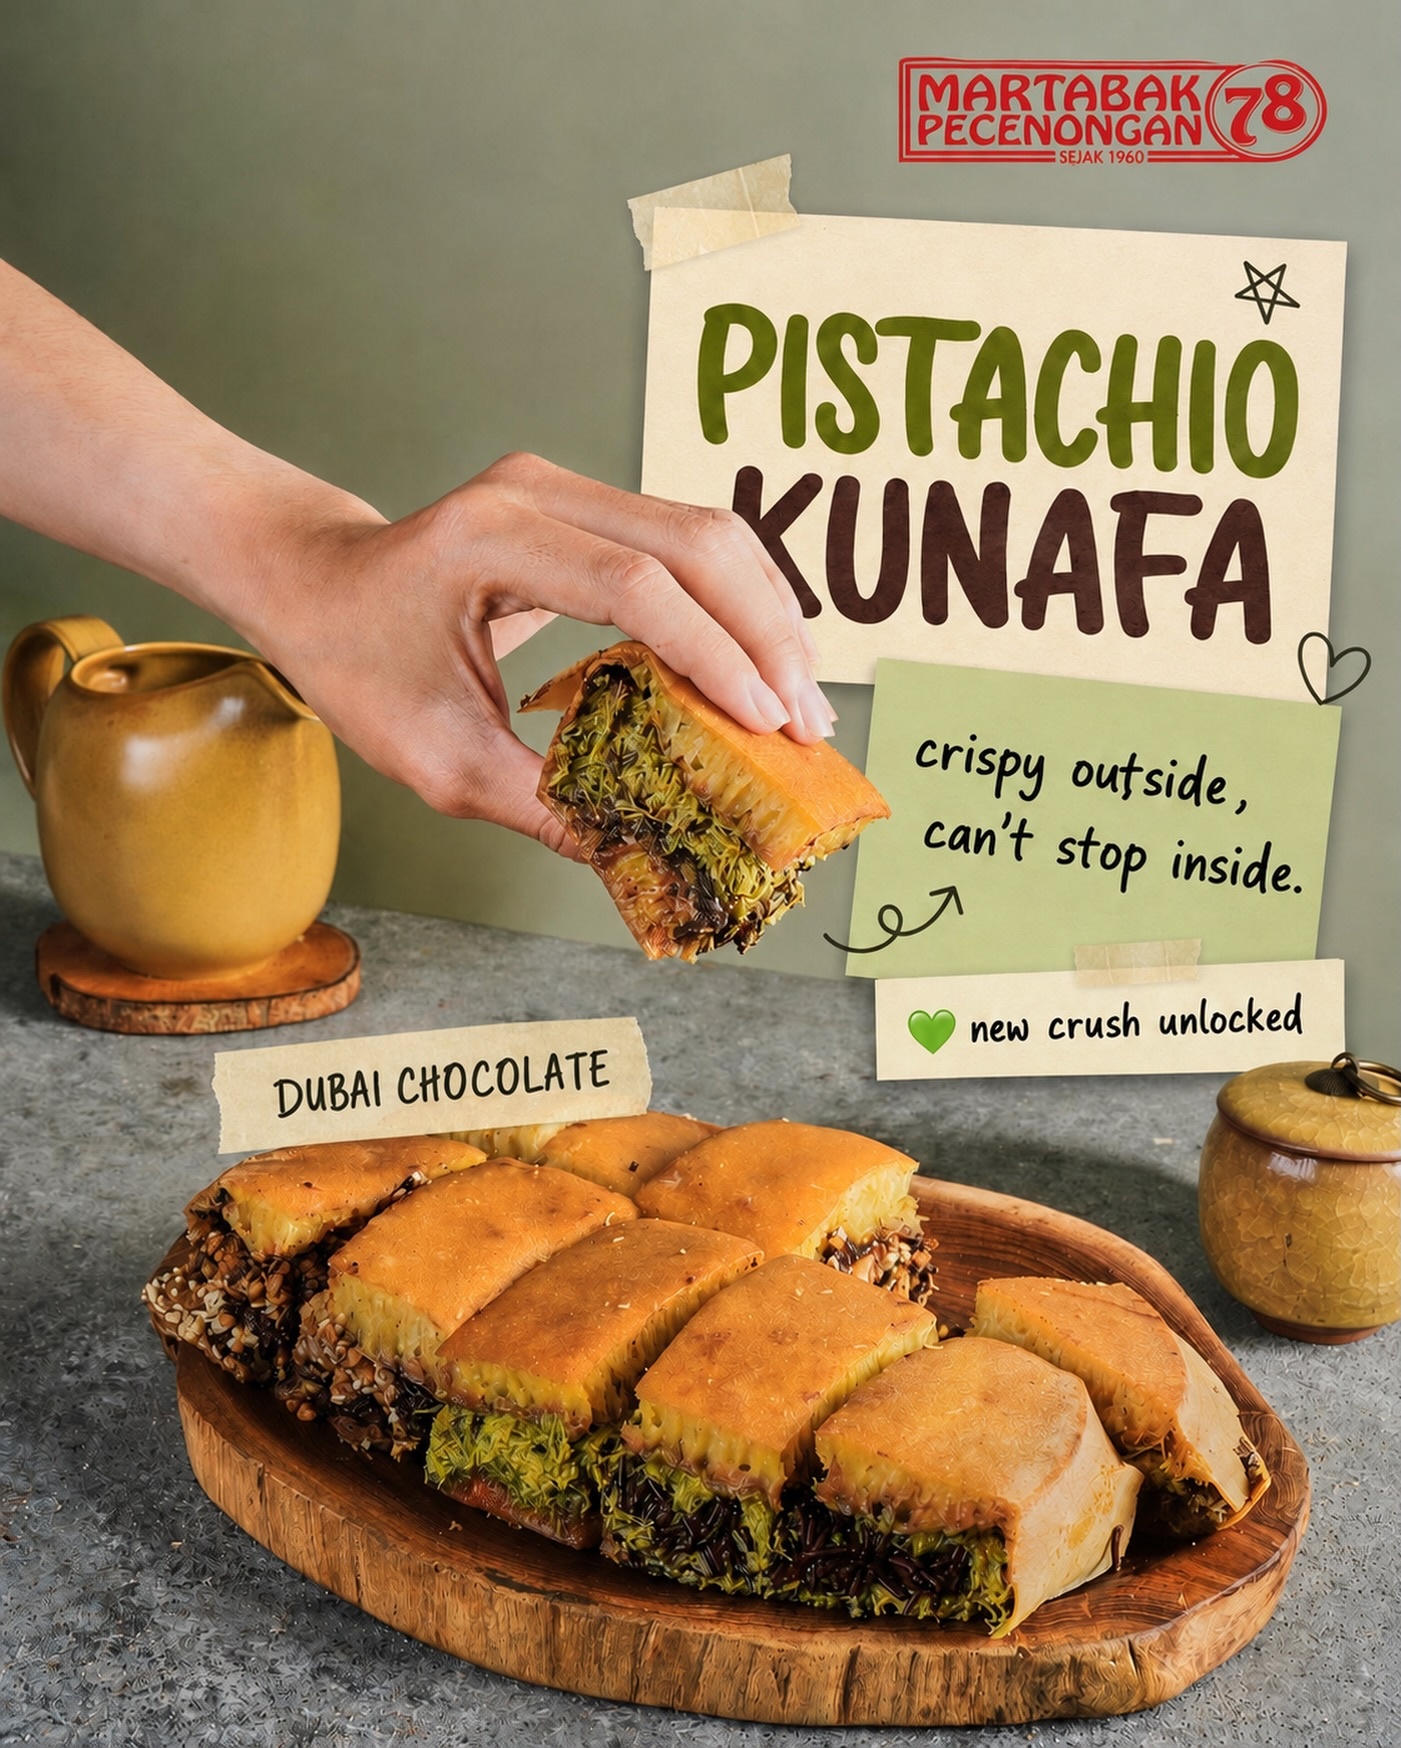 MARTABAK
PECENONGAN
78
SEJAK 1960
PISTACHIO
KUNAFA
crispy outside,
can't stop inside.
💚 new crush unlocked
DUBAI CHOCOLATE